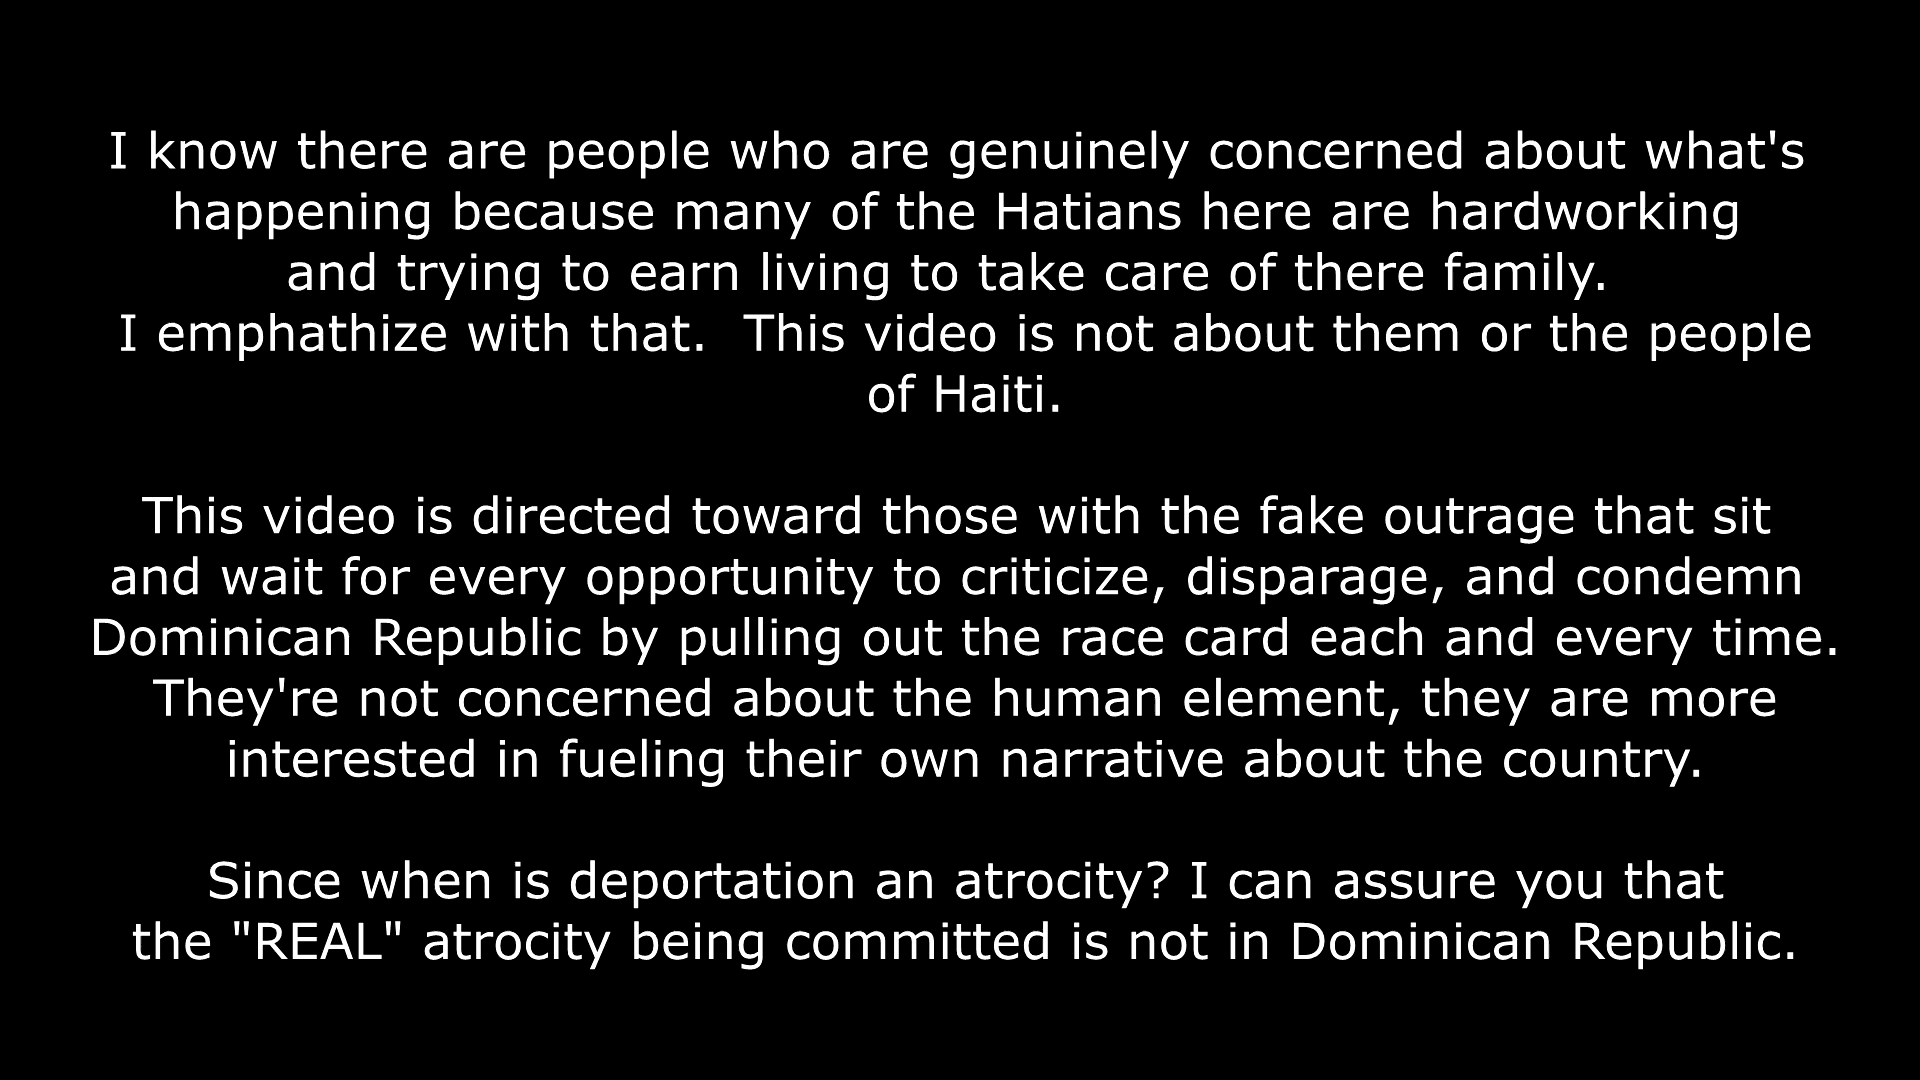 I know there are people who are genuinely concerned about what's
happening because many of the Hatians here are hardworking
and trying to earn living to take care of there family.
I emphathize with that.  This video is not about them or the people
of Haiti.
This video is directed toward those with the fake outrage that sit
and wait for every opportunity to criticize, disparage, and condemn
Dominican Republic by pulling out the race card each and every time.
They're not concerned about the human element, they are more
interested in fueling their own narrative about the country.
Since when is deportation an atrocity? I can assure you that
the "REAL" atrocity being committed is not in Dominican Republic.